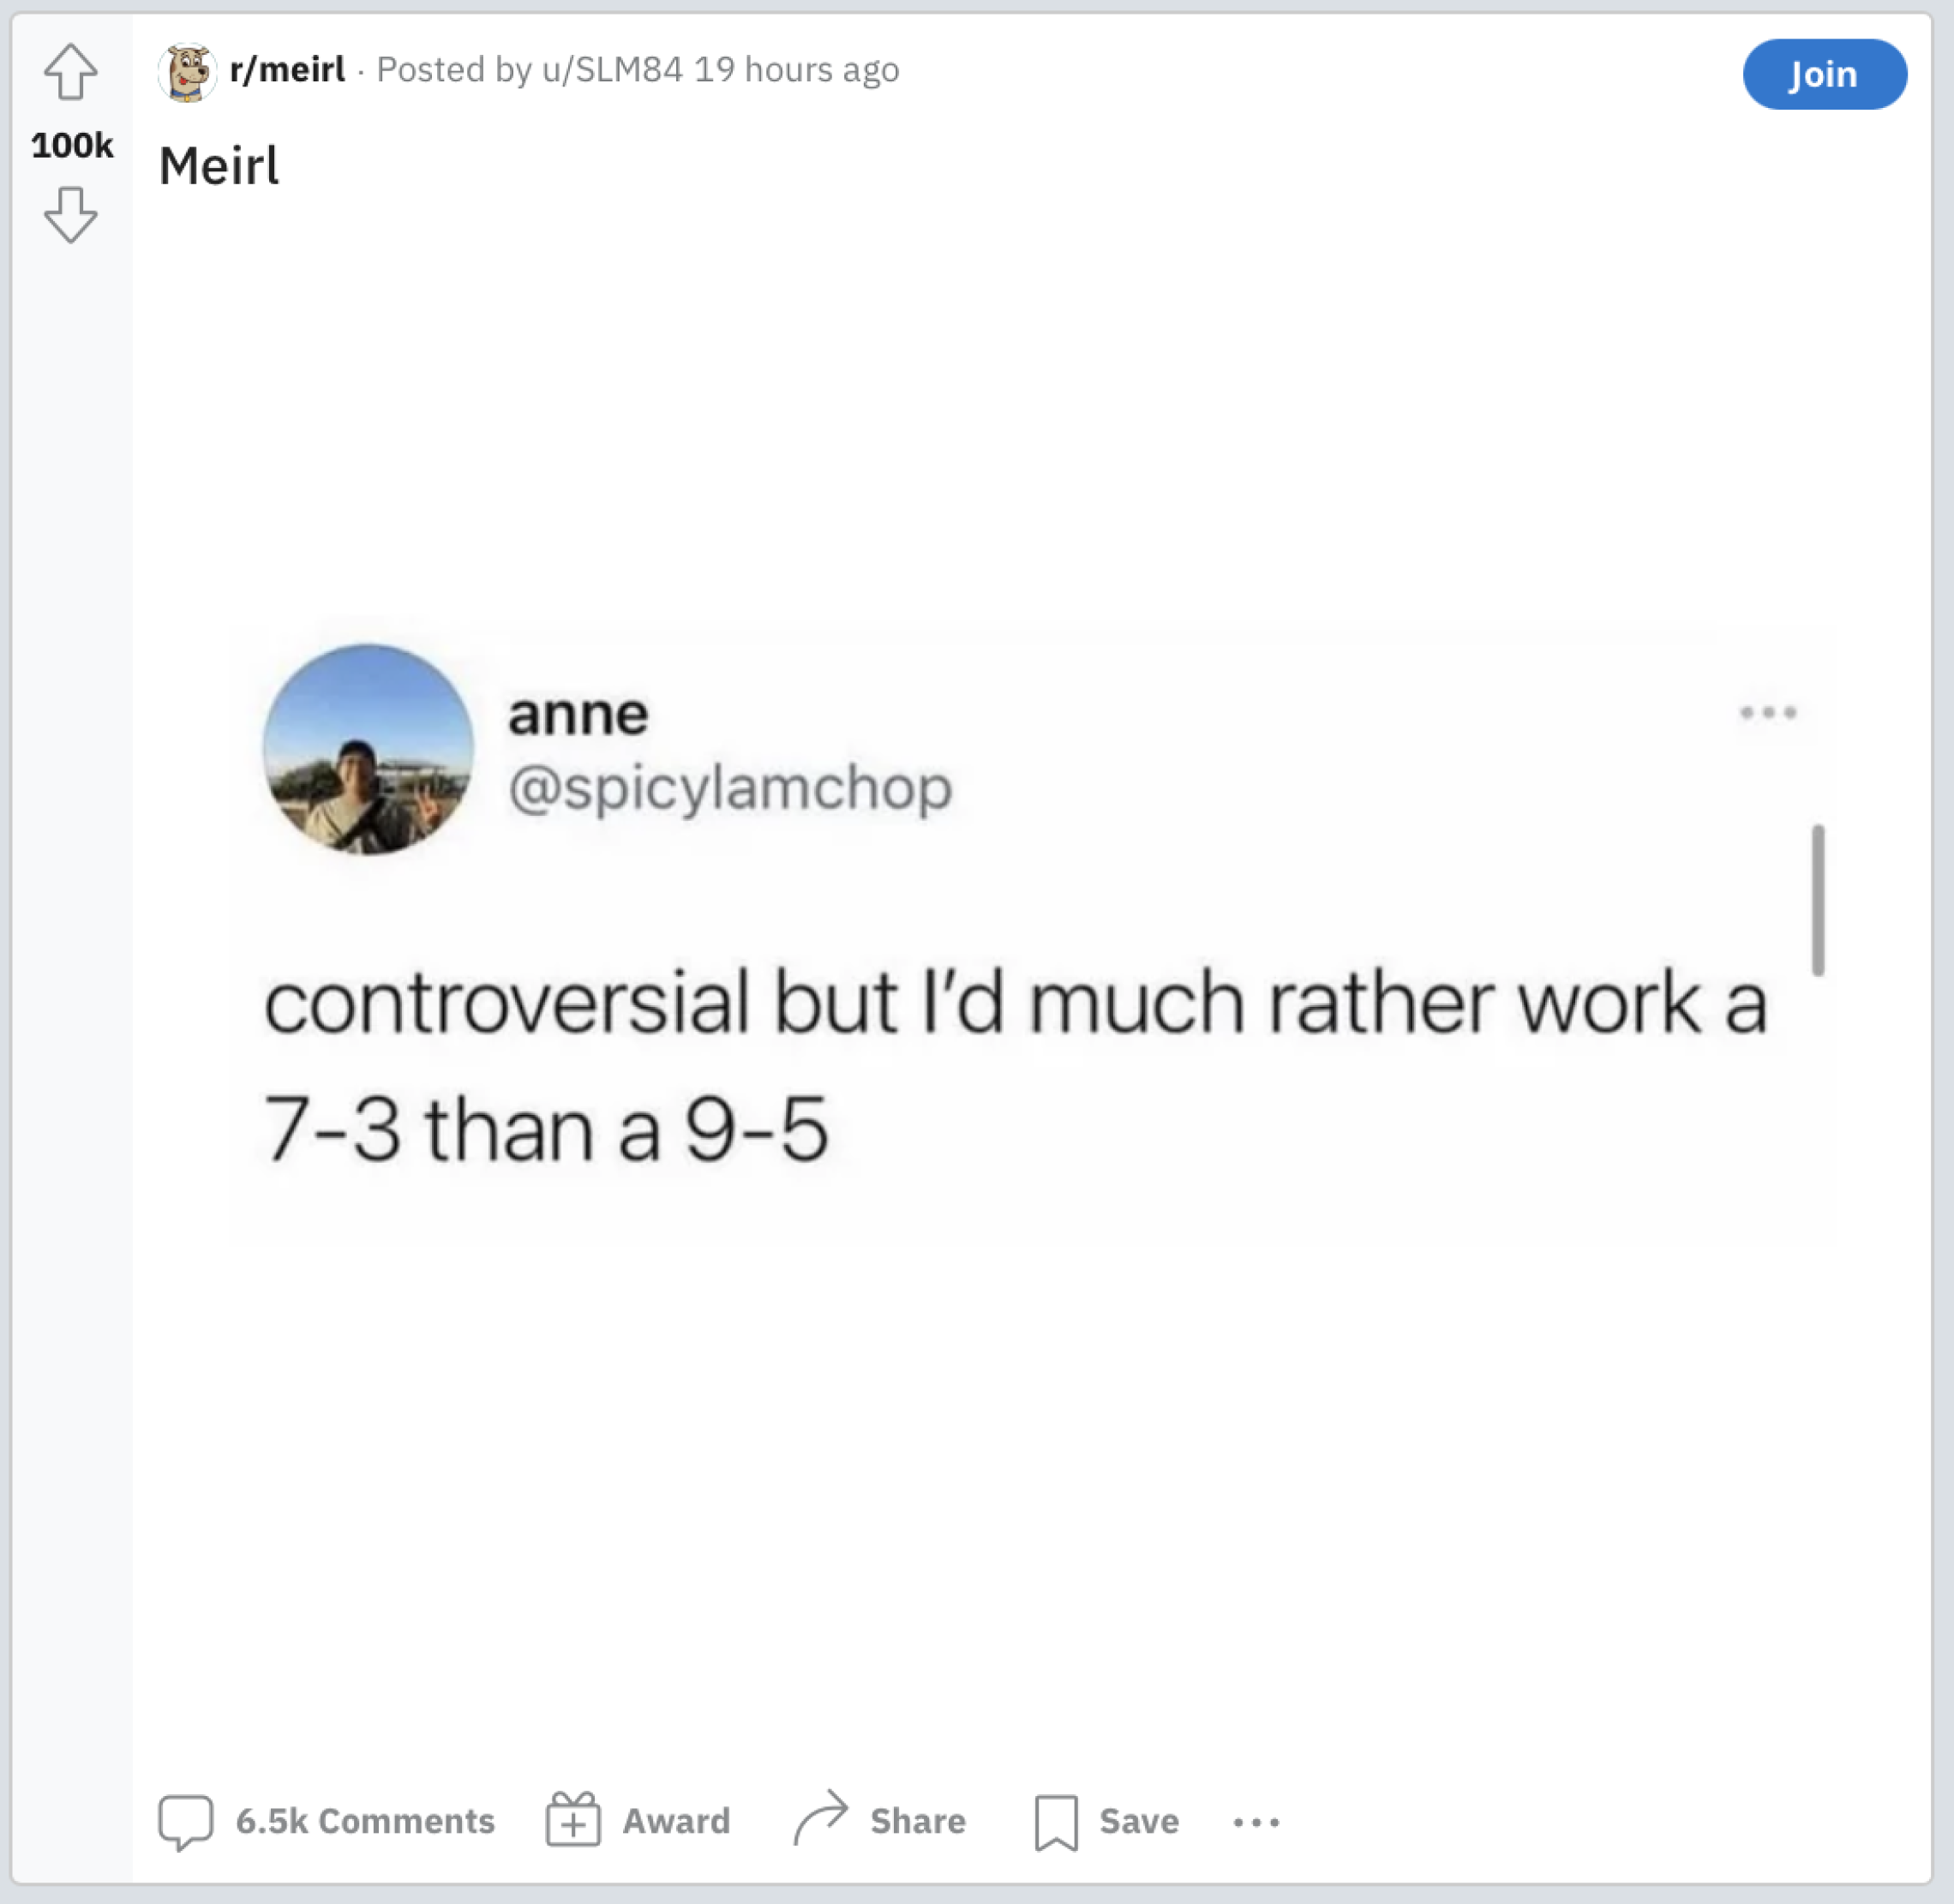 r/meirl · Posted by u/SLM84 19 hours ago
Join
100k
Meirl
anne
@spicylamchop
controversial but I'd much rather work a
7-3 than a 9-5
6.5k Comments Award Share Save